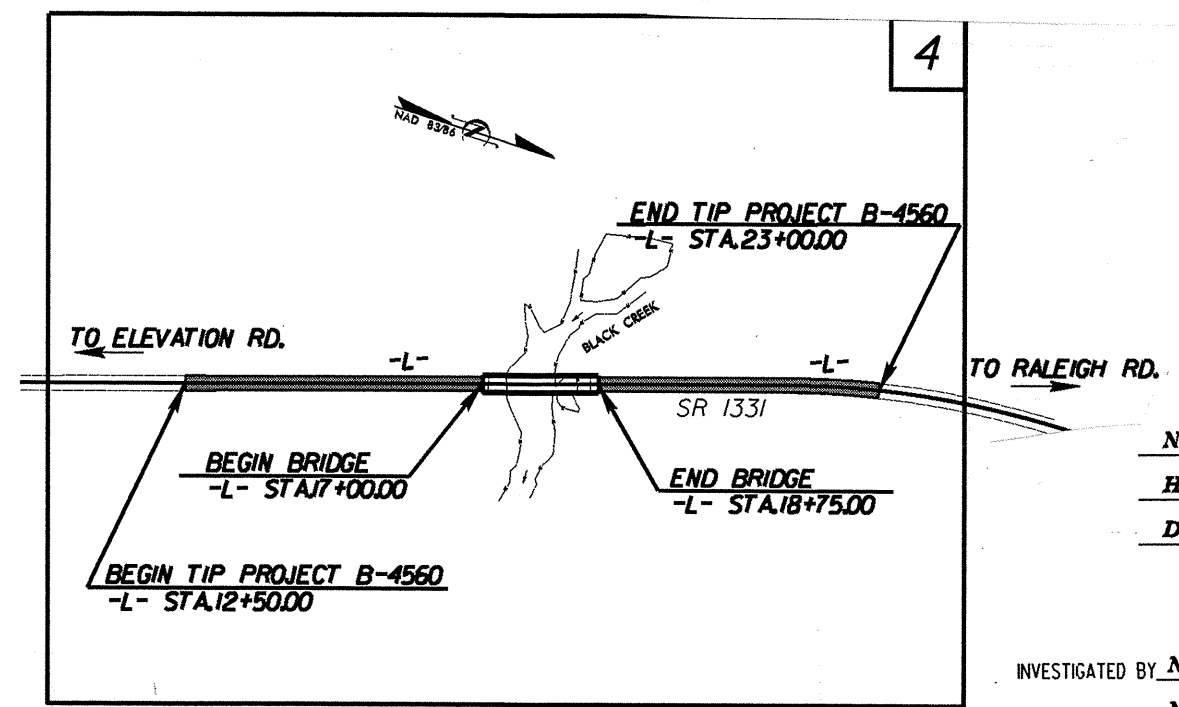 4
NAD 83/86
END TIP PROJECT B-4560
-L- STA.23+00.00
BLACK CREEK
TO ELEVATION RD.
-L-
-L-
TO RALEIGH RD.
SR 1331
BEGIN BRIDGE
-L- STA.17+00.00
END BRIDGE
-L- STA.18+75.00
N
H
D
BEGIN TIP PROJECT B-4560
-L- STA.12+50.00
INVESTIGATED BY N